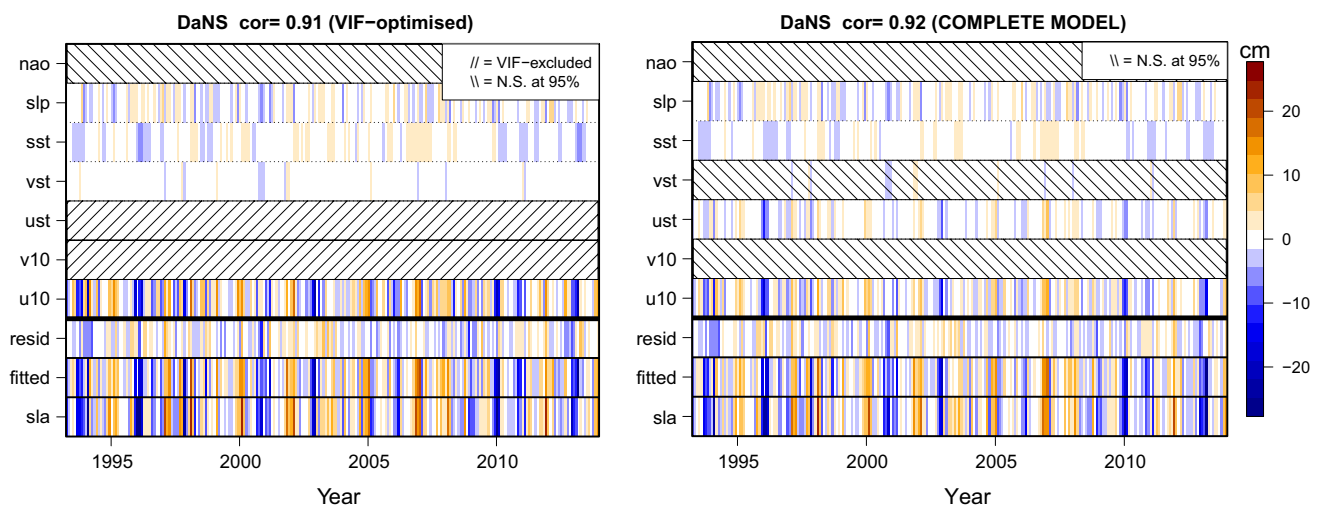 DaNS cor= 0.91 (VIF−optimised)
// = VIF−excluded
\\ = N.S. at 95%
nao
slp
sst
vst
ust
v10
u10
resid
fitted
sla
1995
2000
2005
2010
Year
DaNS cor= 0.92 (COMPLETE MODEL)
\\ = N.S. at 95%
nao
slp
sst
vst
ust
v10
u10
resid
fitted
sla
1995
2000
2005
2010
Year
cm
20
10
0
−10
−20